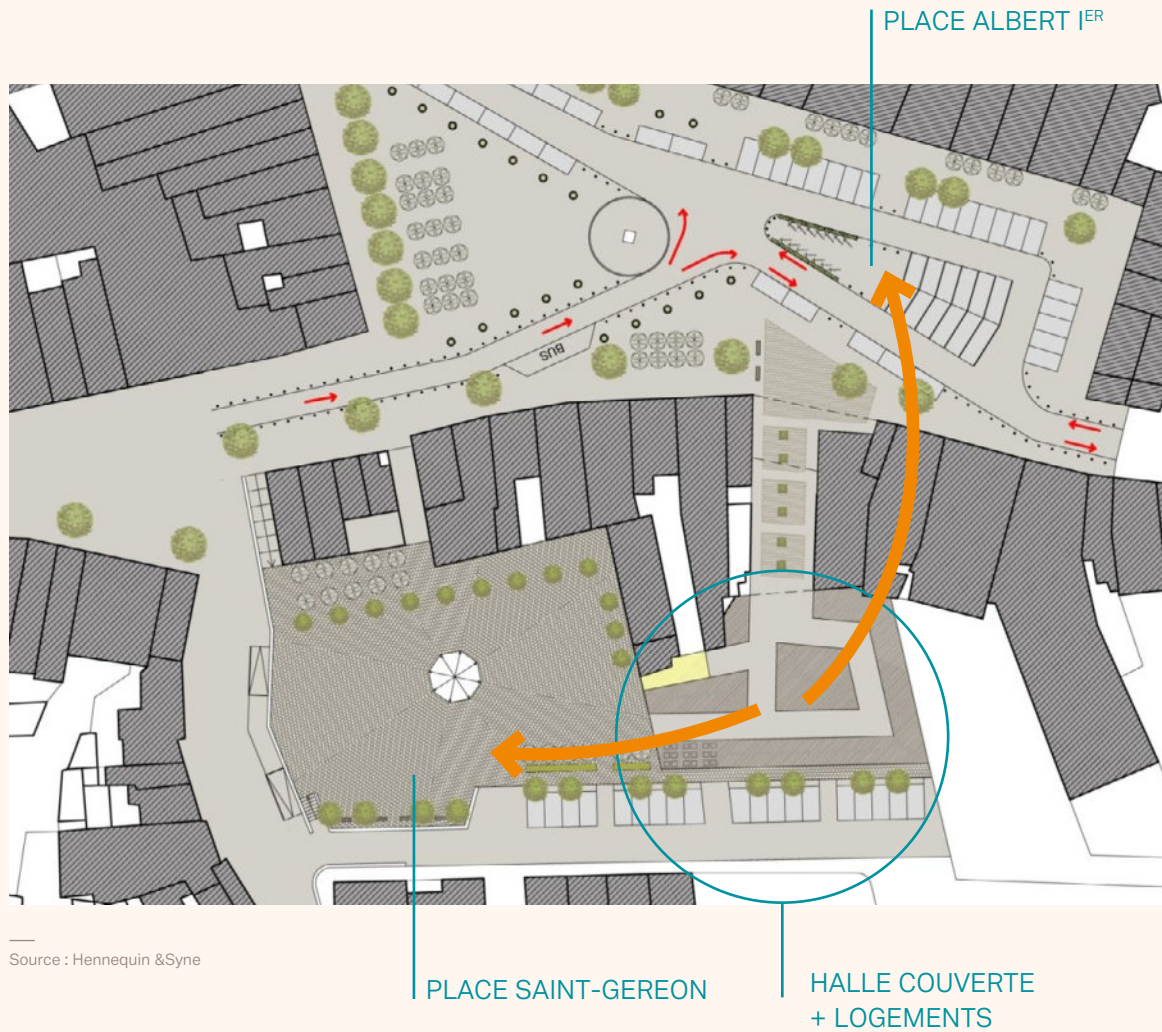 PLACE ALBERT IER
BUS
Source : Hennequin &Syne
PLACE SAINT-GEREON
HALLE COUVERTE
+ LOGEMENTS